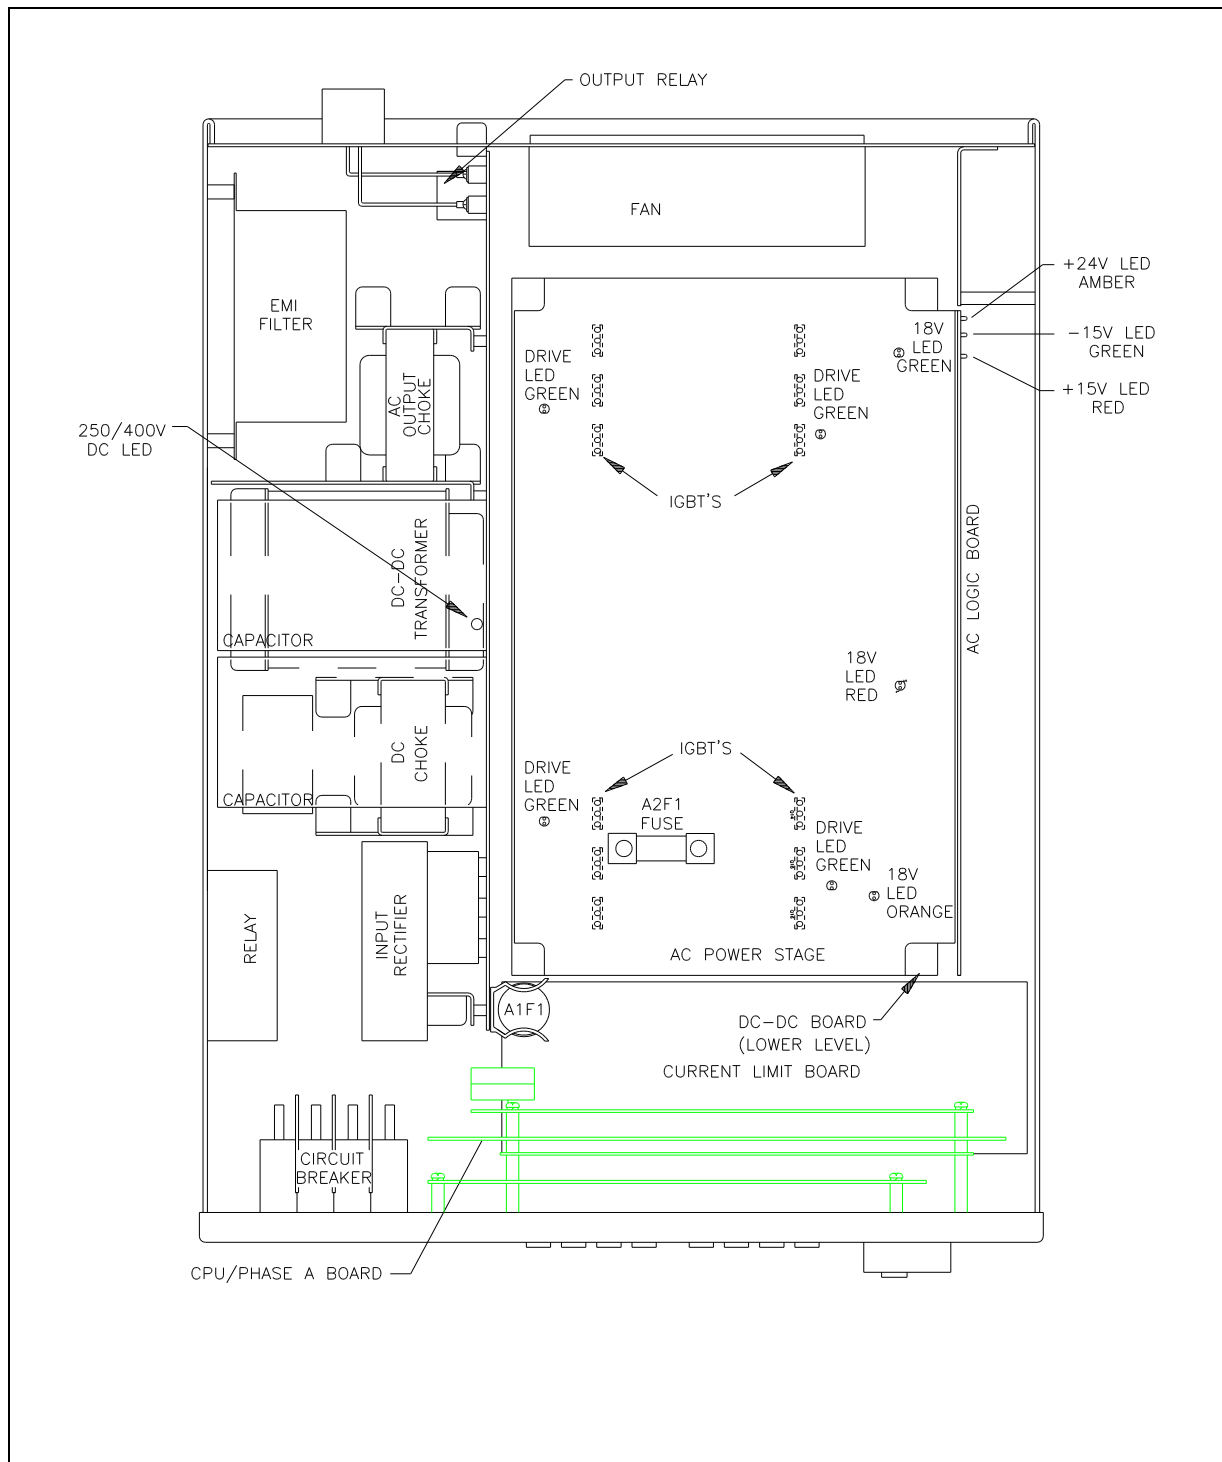 OUTPUT RELAY
FAN
+24V LED
AMBER
-15V LED
GREEN
+15V LED
RED
EMI
FILTER
18V
LED
GREEN
DRIVE
LED
GREEN
DRIVE
LED
GREEN
AC
OUTPUT
CHOKE
250/400V
DC LED
IGBT'S
AC LOGIC BOARD
DC-DC
TRANSFORMER
CAPACITOR
18V
LED
RED
DC
CHOKE
IGBT'S
DRIVE
LED
GREEN
CAPACITOR
A2F1
FUSE
DRIVE
LED
GREEN
18V
LED
ORANGE
RELAY
INPUT
RECTIFIER
AC POWER STAGE
A1F1
DC-DC BOARD
(LOWER LEVEL)
CURRENT LIMIT BOARD
CIRCUIT
BREAKER
CPU/PHASE A BOARD